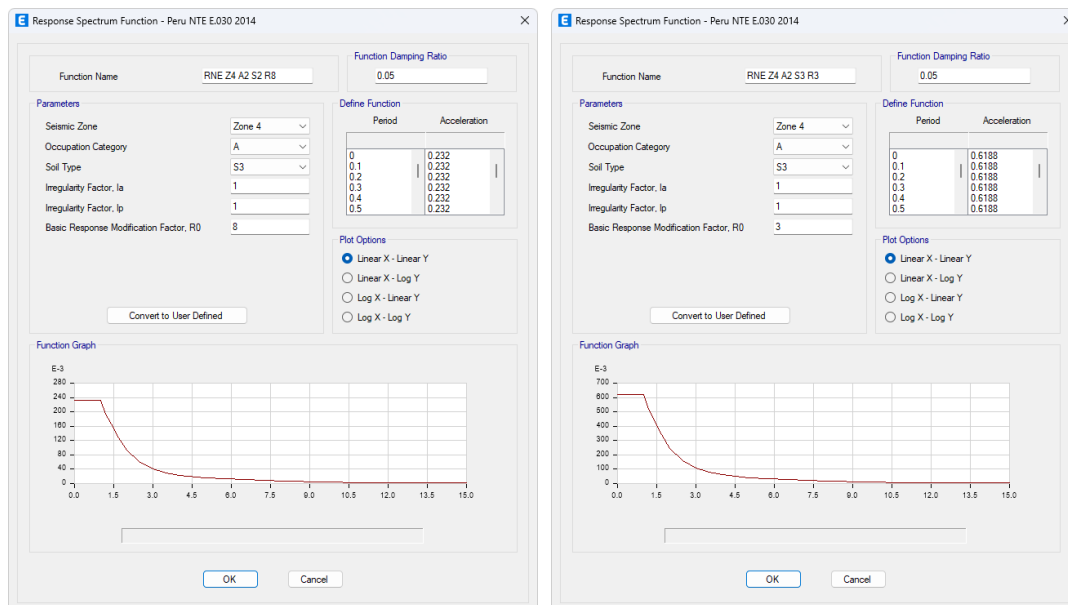 E Response Spectrum Function - Peru NTE E.030 2014
Function Name
RNE Z4 A2 S2 R8
Function Damping Ratio
0.05
Parameters
Seismic Zone
Zone 4
Occupation Category
A
Soil Type
S3
Irregularity Factor, Ia
1
Irregularity Factor, Ip
1
Basic Response Modification Factor, R0
8
Convert to User Defined
Define Function
Period Acceleration
0 0.232
0.1 0.232
0.2 0.232
0.3 0.232
0.4 0.232
0.5 0.232
Plot Options
Linear X - Linear Y
Linear X - Log Y
Log X - Linear Y
Log X - Log Y
Function Graph
E-3
280
240
200
160
120
80
40
0
0.0 1.5 3.0 4.5 6.0 7.5 9.0 10.5 12.0 13.5 15.0
OK Cancel
E Response Spectrum Function - Peru NTE E.030 2014
Function Name
RNE Z4 A2 S3 R3
Function Damping Ratio
0.05
Parameters
Seismic Zone
Zone 4
Occupation Category
A
Soil Type
S3
Irregularity Factor, Ia
1
Irregularity Factor, Ip
1
Basic Response Modification Factor, R0
3
Convert to User Defined
Define Function
Period Acceleration
0 0.6188
0.1 0.6188
0.2 0.6188
0.3 0.6188
0.4 0.6188
0.5 0.6188
Plot Options
Linear X - Linear Y
Linear X - Log Y
Log X - Linear Y
Log X - Log Y
Function Graph
E-3
700
600
500
400
300
200
100
0
0.0 1.5 3.0 4.5 6.0 7.5 9.0 10.5 12.0 13.5 15.0
OK Cancel